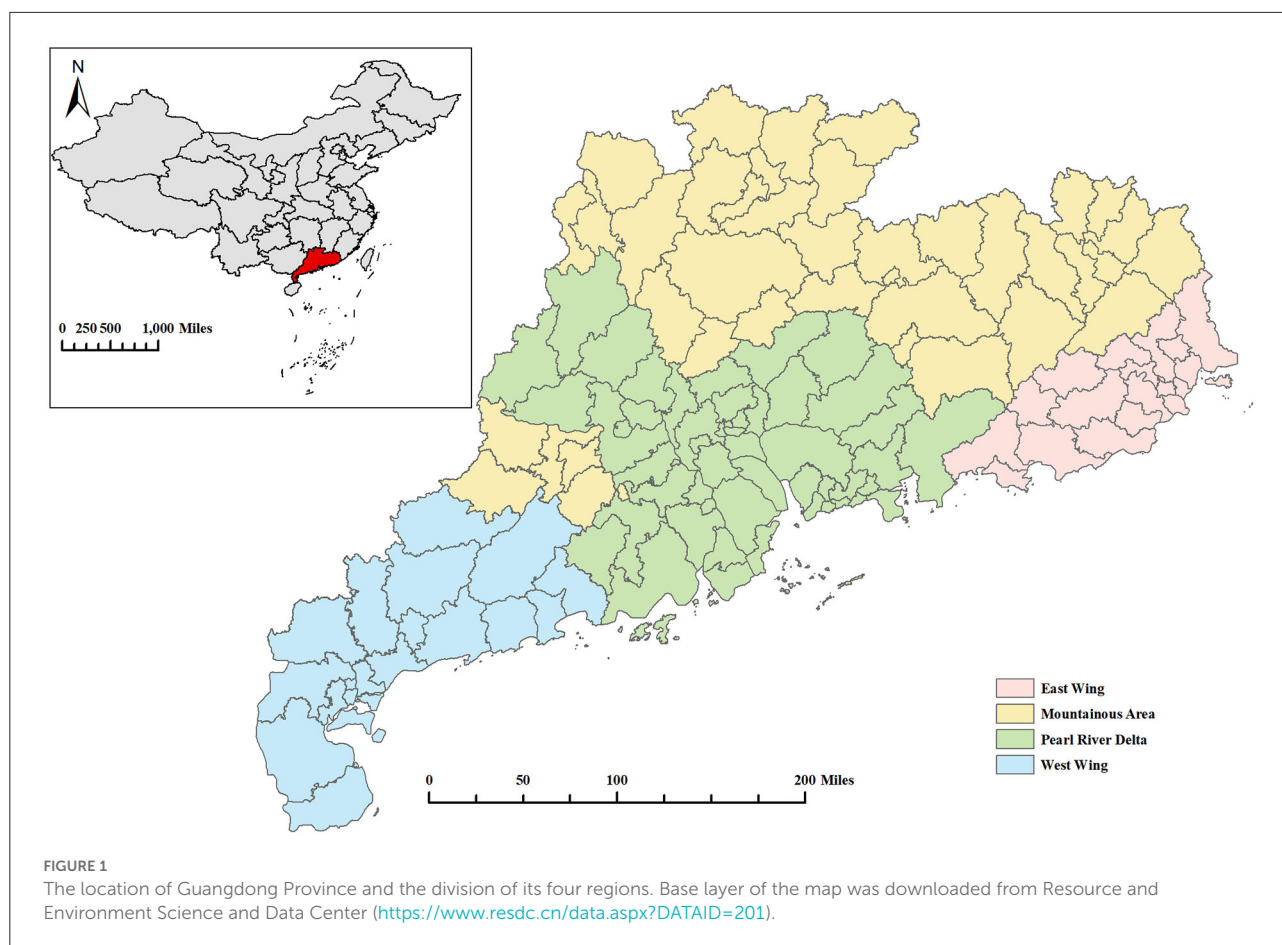 N
0 250 500 1,000 Miles
East Wing
Mountainous Area
Pearl River Delta
West Wing
0 50 100 200 Miles
FIGURE 1
The location of Guangdong Province and the division of its four regions. Base layer of the map was downloaded from Resource and
Environment Science and Data Center (https://www.resdc.cn/data.aspx?DATAID=201).